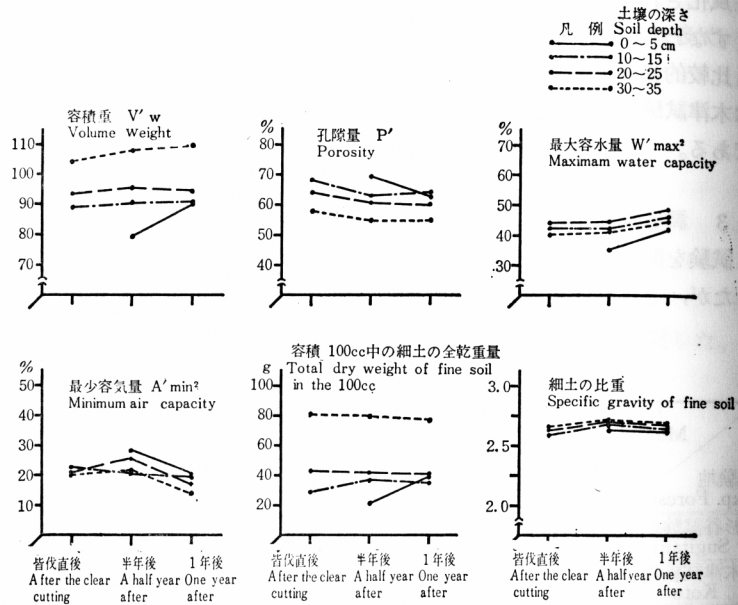 土壌の深さ
凡 例 Soil depth
0〜5cm
10〜15
20〜25
30〜35
容積重 V'w
Volume Weight
110
100
90
80
70
孔隙量 P'
Porosity
%
80
70
60
50
40
最大容水量 W'max²
Maximam water capacity
%
70
60
50
40
30
最少容気量 A'min²
Minimum air capacity
%
50
40
30
20
10
皆伐直後
After the clear
cutting
半年後
A half year
after
1年後
One year
after
容積 100cc中の細土の全乾重量
Total dry weight of fine soil
in the 100cc
g
100
80
60
40
20
皆伐直後
After the clear
cutting
半年後
A half year
after
1年後
One year
after
細土の比重
Specific gravity of fine soil
3.0
2.5
2.0
皆伐直後
After the clear
cutting
半年後
A half year
after
1年後
One year
after